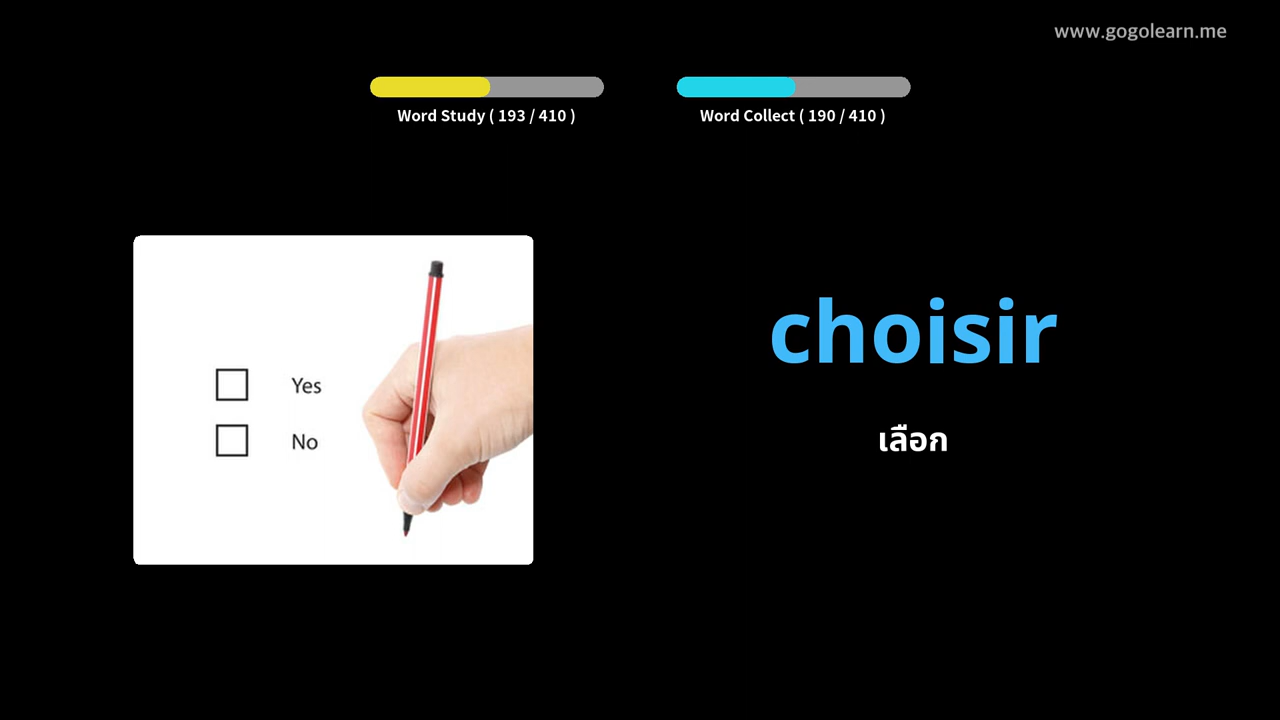 www.gogolearn.me
Word Study ( 193 / 410 )
Word Collect ( 190 / 410 )
Yes
No
choisir
เลือก